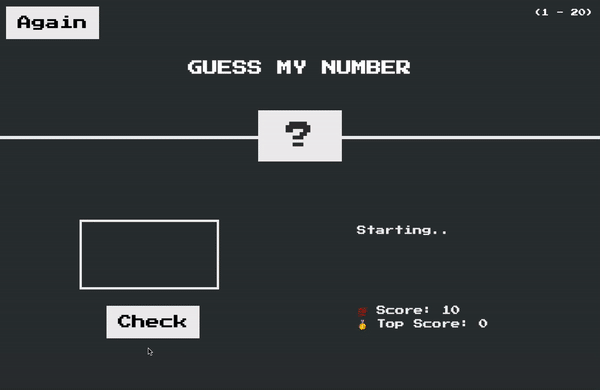 Again
(1 - 20)
GUESS MY NUMBER
?
Starting..
Check
Score: 10
Top Score: 0